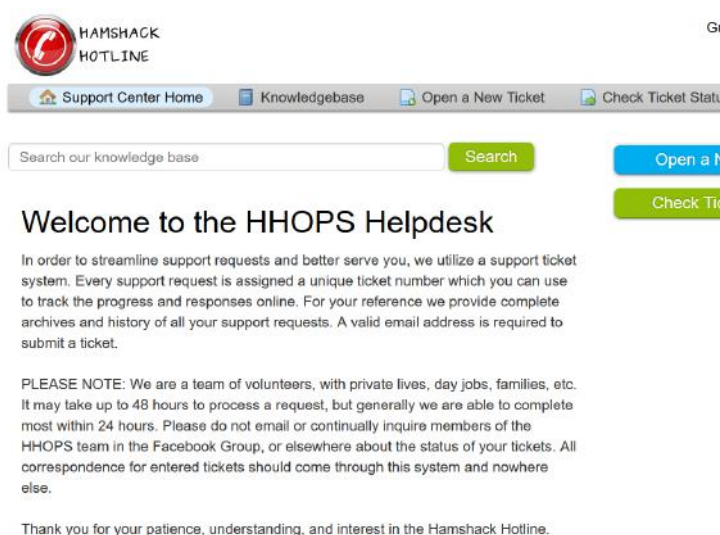 HAMSHACK
HOTLINE
Support Center Home Knowledgebase Open a New Ticket Check Ticket
Search our knowledge base Search
Open a
Check
Welcome to the HHOPS Helpdesk
In order to streamline support requests and better serve you, we utilize a support ticket
system. Every support request is assigned a unique ticket number which you can use
to track the progress and responses online. For your reference we provide complete
archives and history of all your support requests. A valid email address is required to
submit a ticket.
PLEASE NOTE: We are a team of volunteers, with private lives, day jobs, families, etc.
It may take up to 48 hours to process a request, but generally we are able to complete
most within 24 hours. Please do not email or continually inquire members of the
HHOPS team in the Facebook Group, or elsewhere about the status of your tickets. All
correspondence for entered tickets should come through this system and nowhere
else.
Thank you for your patience, understanding, and interest in the Hamshack Hotline.